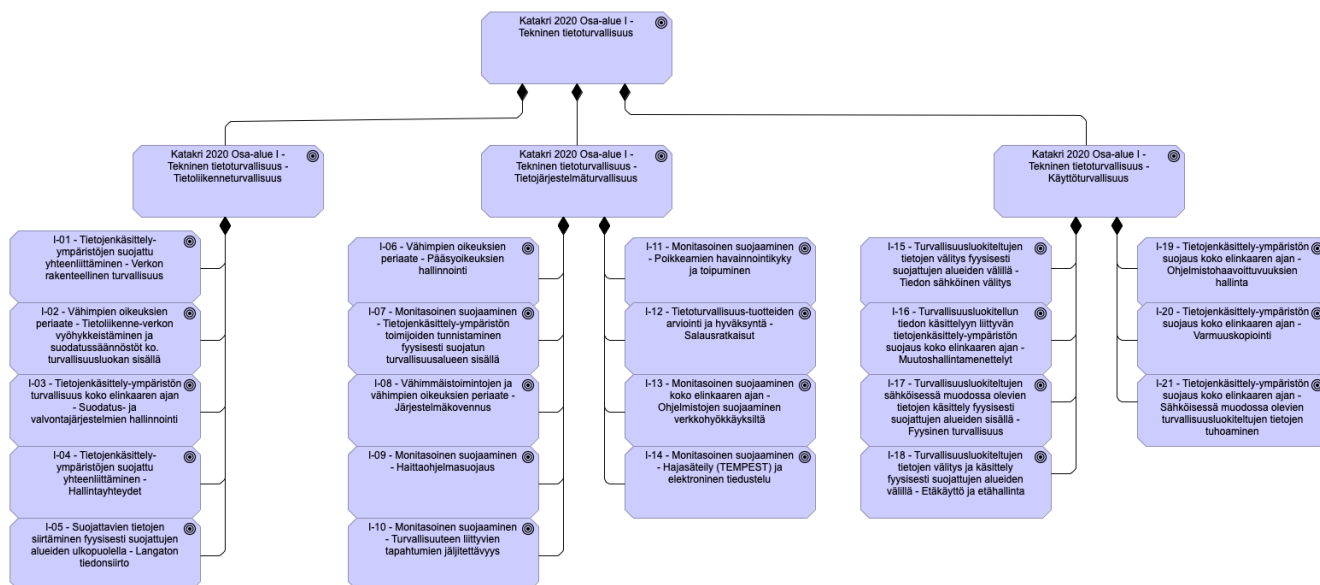 Katakri 2020 Osa-alue I -
Tekninen tietoturvallisuus
Katakri 2020 Osa-alue I -
Tekninen tietoturvallisuus -
Tietoliikenneturvallisuus
Katakri 2020 Osa-alue I -
Tekninen tietoturvallisuus -
Tietojärjestelmäturvallisuus
Katakri 2020 Osa-alue I -
Tekninen tietoturvallisuus -
Käyttöturvallisuus
I-01 - Tietojenkäsittely-
ympäristöjen suojattu
yhteenliittäminen - Verkon
rakenteellinen turvallisuus
I-02 - Vähimpien oikeuksien
periaate - Tietoliikenne-verkon
vyöhykkeistäminen ja
suodatussäännöstöt ko.
turvallisuusluokan sisällä
I-03 - Tietojenkäsittely-ympäristön
turvallisuus koko elinkaaren ajan
- Suodatus- ja
valvontajärjestelmien hallinnointi
I-04 - Tietojenkäsittely-
ympäristöjen suojattu
yhteenliittäminen -
Hallintayhteydet
I-05 - Suojattavien tietojen
siirtäminen fyysisesti suojattujen
alueiden ulkopuolella - Langaton
tiedonsiirto
I-06 - Vähimpien oikeuksien
periaate - Pääsyoikeuksien
hallinnointi
I-07 - Monitasoinen suojaaminen
- Tietojenkäsittely-ympäristön
toimijoiden tunnistaminen
fyysisesti suojatun
turvallisuusalueen sisällä
I-08 - Vähimmäistoimintojen ja
vähimpien oikeuksien periaate -
Järjestelmäkovennus
I-09 - Monitasoinen suojaaminen
- Haittaohjelmasuojaus
I-10 - Monitasoinen suojaaminen
- Turvallisuuteen liittyvien
tapahtumien jäljitettävyys
I-11 - Monitasoinen suojaaminen
- Poikkeamien havainnointikyky
ja toipuminen
I-12 - Tietoturvallisuus-tuotteiden
arviointi ja hyväksyntä -
Salausratkaisut
I-13 - Monitasoinen suojaaminen
koko elinkaaren ajan -
Ohjelmistojen suojaaminen
verkkohyökkäyksiltä
I-14 - Monitasoinen suojaaminen
- Hajasäteily (TEMPEST) ja
elektroninen tiedustelu
I-15 - Turvallisuusluokiteltujen
tietojen välitys fyysisesti
suojattujen alueiden välillä -
Tiedon sähköinen välitys
I-16 - Turvallisuusluokitellun
tiedon käsittelyyn liittyvän
tietojenkäsittely-ympäristön
suojaus koko elinkaaren ajan -
Muutoshallintamenettelyt
I-17 - Turvallisuusluokiteltujen
sähköisessä muodossa olevien
tietojen käsittely fyysisesti
suojattujen alueiden sisällä -
Fyysinen turvallisuus
I-18 - Turvallisuusluokiteltujen
tietojen välitys ja käsittely
fyysisesti suojattujen alueiden
välillä - Etäkäyttö ja etähallinta
I-19 - Tietojenkäsittely-ympäristön
suojaus koko elinkaaren ajan -
Ohjelmistohaavoittuvuuksien
hallinta
I-20 - Tietojenkäsittely-ympäristön
suojaus koko elinkaaren ajan -
Varmuuskopiointi
I-21 - Tietojenkäsittely-ympäristön
suojaus koko elinkaaren ajan -
Sähköisessä muodossa olevien
turvallisuusluokiteltujen tietojen
tuhoaminen